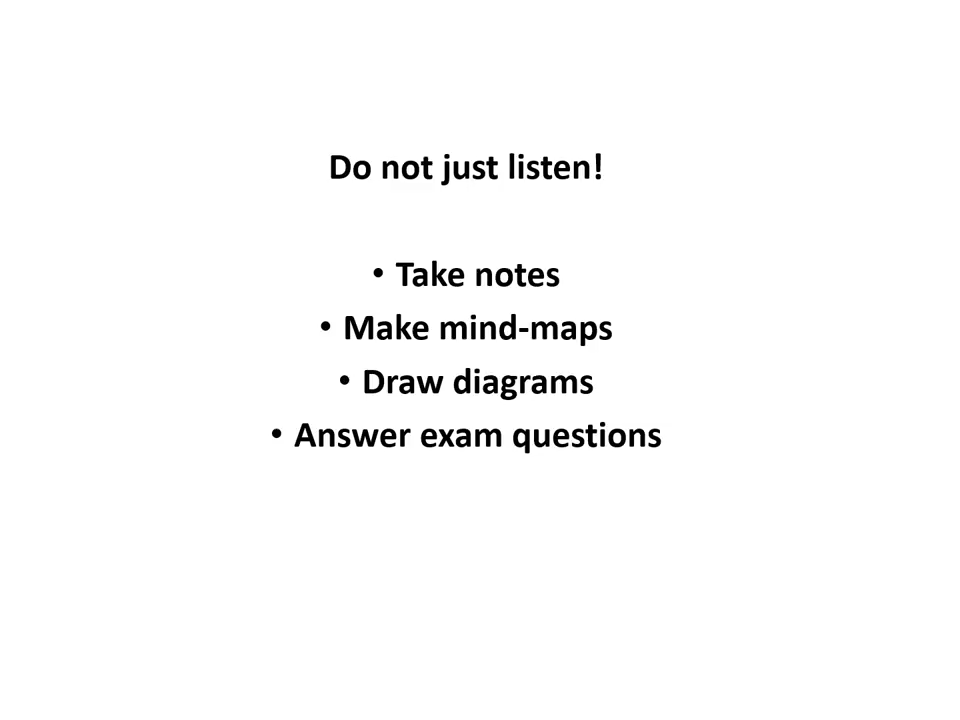 Do not just listen!
• Take notes
• Make mind-maps
• Draw diagrams
• Answer exam questions